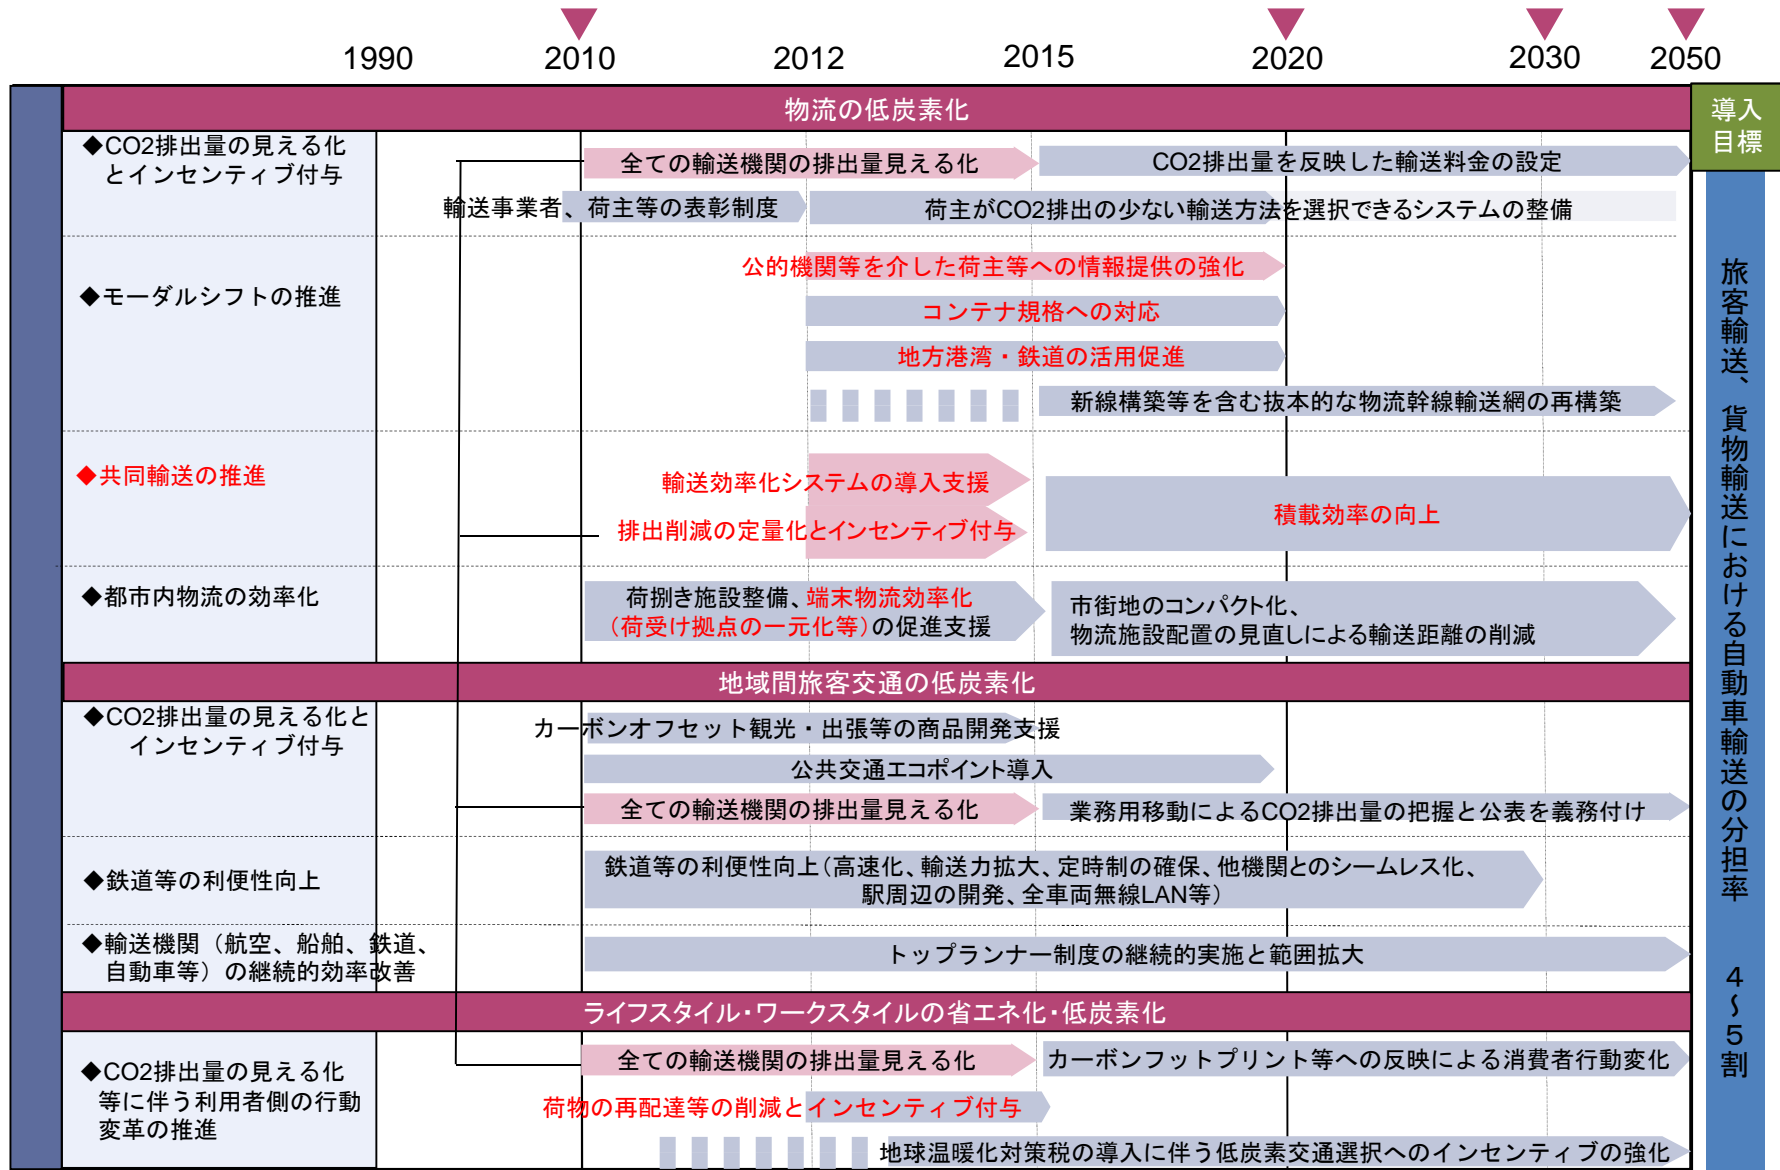 1990 2010 2012 2015 2020 2030 2050
物流の低炭素化
導入
目標
◆CO2排出量の見える化
とインセンティブ付与
全ての輸送機関の排出量見える化
CO2排出量を反映した輸送料金の設定
輸送事業者、荷主等の表彰制度
荷主がCO2排出の少ない輸送方法を選択できるシステムの整備
◆モーダルシフトの推進
公的機関等を介した荷主等への情報提供の強化
コンテナ規格への対応
地方港湾・鉄道の活用促進
新線構築等を含む抜本的な物流幹線輸送網の再構築
◆共同輸送の推進
輸送効率化システムの導入支援
排出削減の定量化とインセンティブ付与
積載効率の向上
◆都市内物流の効率化
荷捌き施設整備、端末物流効率化
（荷受け拠点の一元化等）の促進支援
市街地のコンパクト化、
物流施設配置の見直しによる輸送距離の削減
地域間旅客交通の低炭素化
◆CO2排出量の見える化と
インセンティブ付与
カーボンオフセット観光・出張等の商品開発支援
公共交通エコポイント導入
全ての輸送機関の排出量見える化
業務用移動によるCO2排出量の把握と公表を義務付け
◆鉄道等の利便性向上
鉄道等の利便性向上（高速化、輸送力拡大、定時制の確保、他機関とのシームレス化、
駅周辺の開発、全車両無線LAN等）
◆輸送機関（航空、船舶、鉄道、
自動車等）の継続的効率改善
トップランナー制度の継続的実施と範囲拡大
ライフスタイル・ワークスタイルの省エネ化・低炭素化
◆CO2排出量の見える化
等に伴う利用者側の行動
変革の推進
全ての輸送機関の排出量見える化
カーボンフットプリント等への反映による消費者行動変化
荷物の再配達等の削減とインセンティブ付与
地球温暖化対策税の導入に伴う低炭素交通選択へのインセンティブの強化
旅客輸送、貨物輸送における自動車輸送の分担率 4～5割